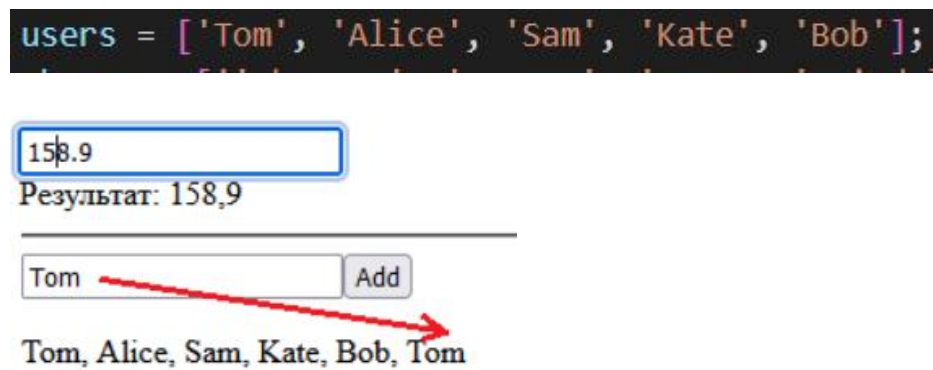 users = ['Tom', 'Alice', 'Sam', 'Kate', 'Bob'];
158.9
Результат: 158,9
Tom Add
Tom, Alice, Sam, Kate, Bob, Tom